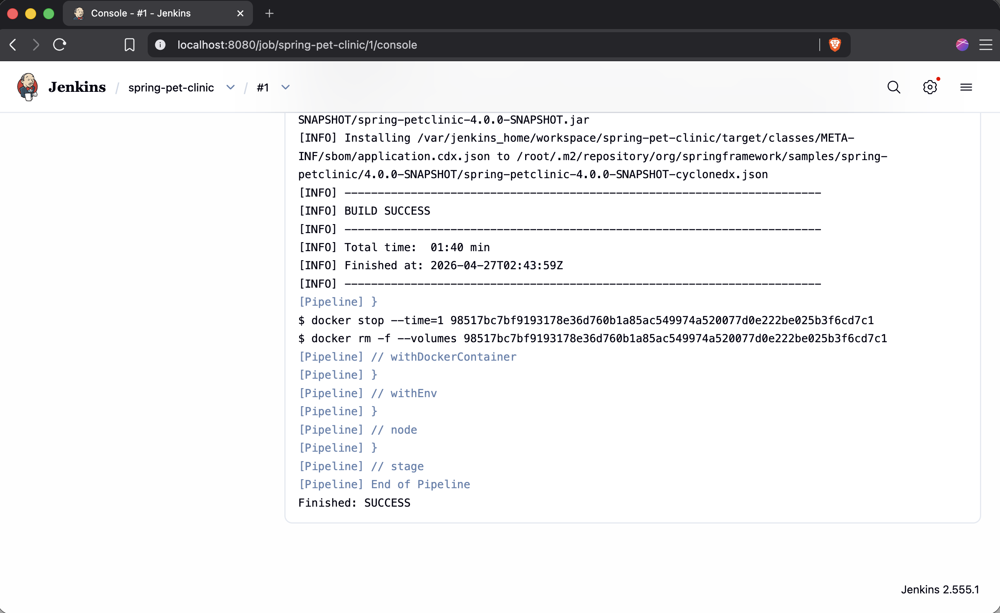 Console - #1 - Jenkins
localhost:8080/job/spring-pet-clinic/1/console
Jenkins / spring-pet-clinic / #1
SNAPSHOT/spring-petclinic-4.0.0-SNAPSHOT.jar
[INFO] Installing /var/jenkins_home/workspace/spring-pet-clinic/target/classes/META-
INF/sbom/application.cdx.json to /root/.m2/repository/org/springframework/samples/spring-
petclinic/4.0.0-SNAPSHOT/spring-petclinic-4.0.0-SNAPSHOT-cyclonedx.json
[INFO] ------------------------------------------------------------------------
[INFO] BUILD SUCCESS
[INFO] ------------------------------------------------------------------------
[INFO] Total time:  01:40 min
[INFO] Finished at: 2026-04-27T02:43:59Z
[INFO] ------------------------------------------------------------------------
[Pipeline] }
$ docker stop --time=1 98517bc7bf9193178e36d760b1a85ac549974a520077d0e222be025b3f6cd7c1
$ docker rm -f --volumes 98517bc7bf9193178e36d760b1a85ac549974a520077d0e222be025b3f6cd7c1
[Pipeline] // withDockerContainer
[Pipeline] }
[Pipeline] // withEnv
[Pipeline] }
[Pipeline] // node
[Pipeline] }
[Pipeline] // stage
[Pipeline] End of Pipeline
Finished: SUCCESS
Jenkins 2.555.1